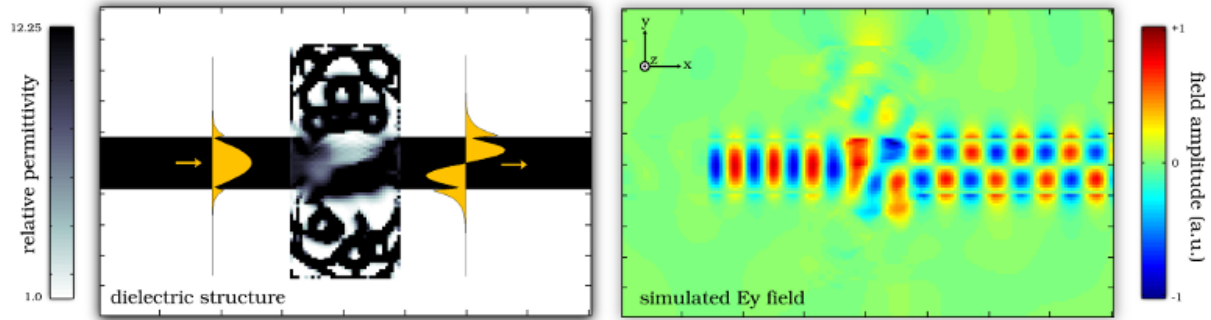 12.25
relative permittivity
1.0
dielectric structure
y
z
x
simulated Ey field
+1
0
-1
field amplitude (a.u.)